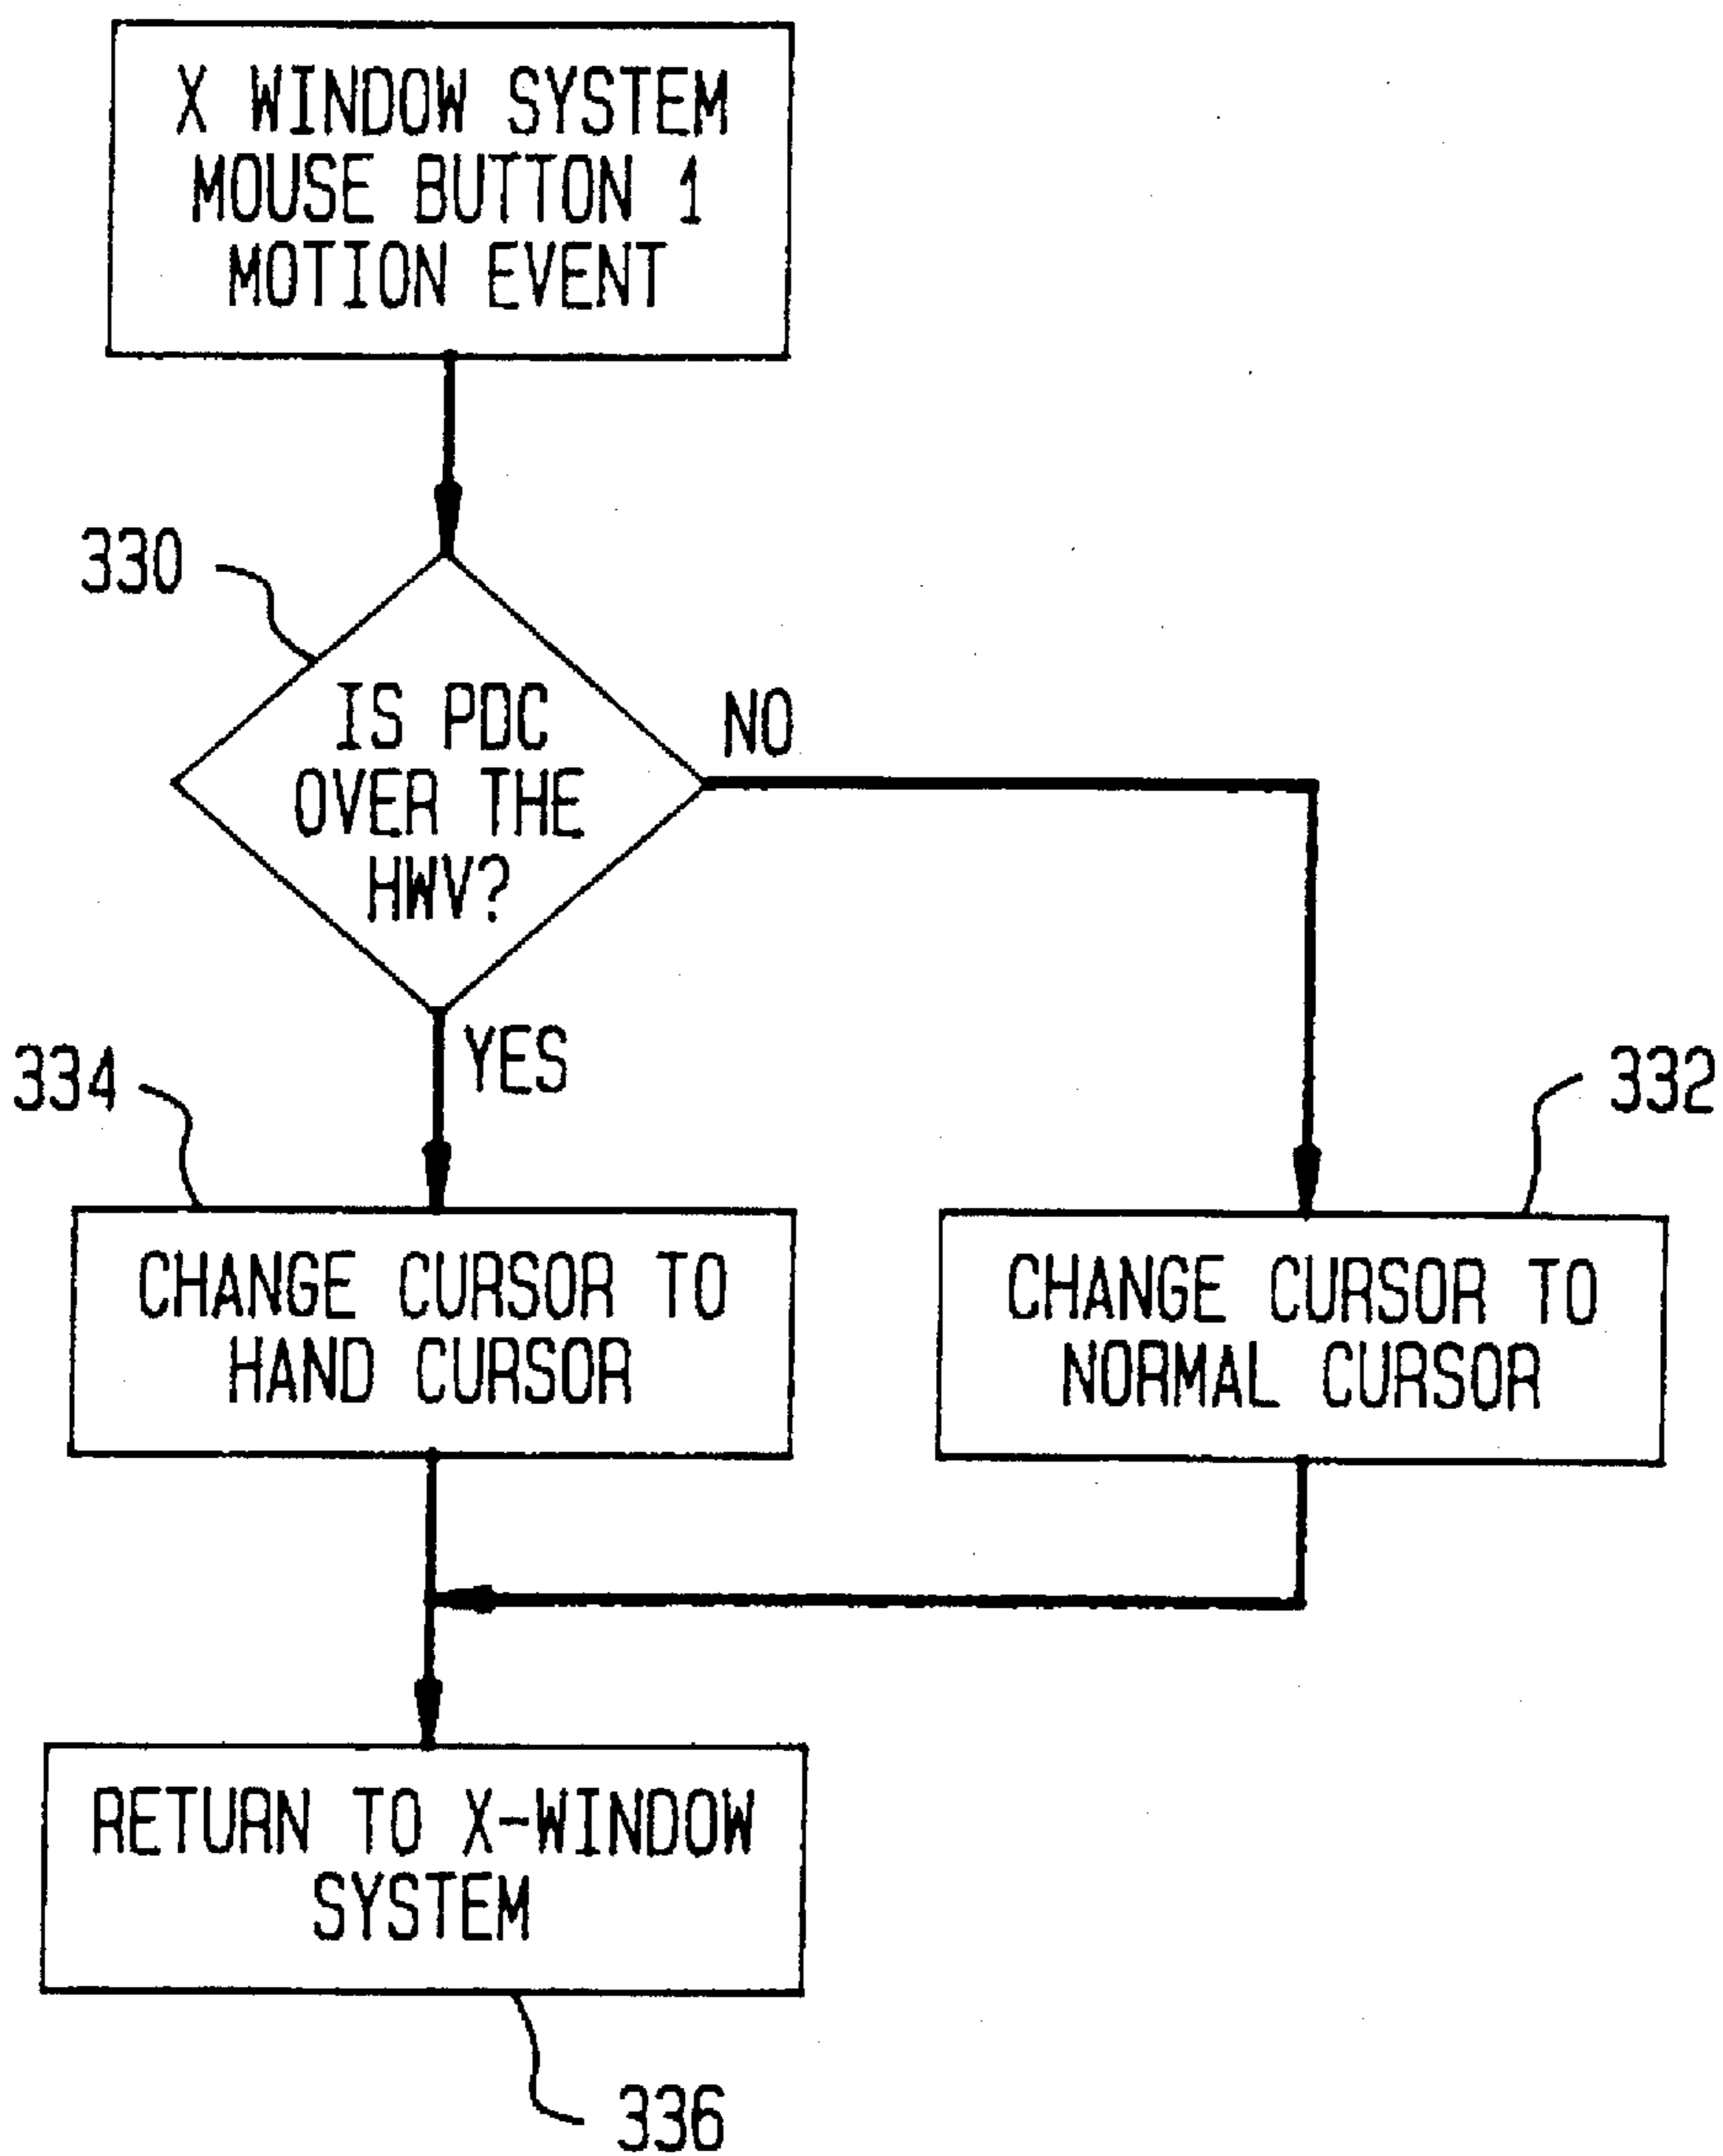 X WINDOW SYSTEM
MOUSE BUTTON 1
MOTION EVENT
330
IS PDC
OVER THE
HWV?
NO
YES
334
332
CHANGE CURSOR TO
HAND CURSOR
CHANGE CURSOR TO
NORMAL CURSOR
RETURN TO X-WINDOW
SYSTEM
336